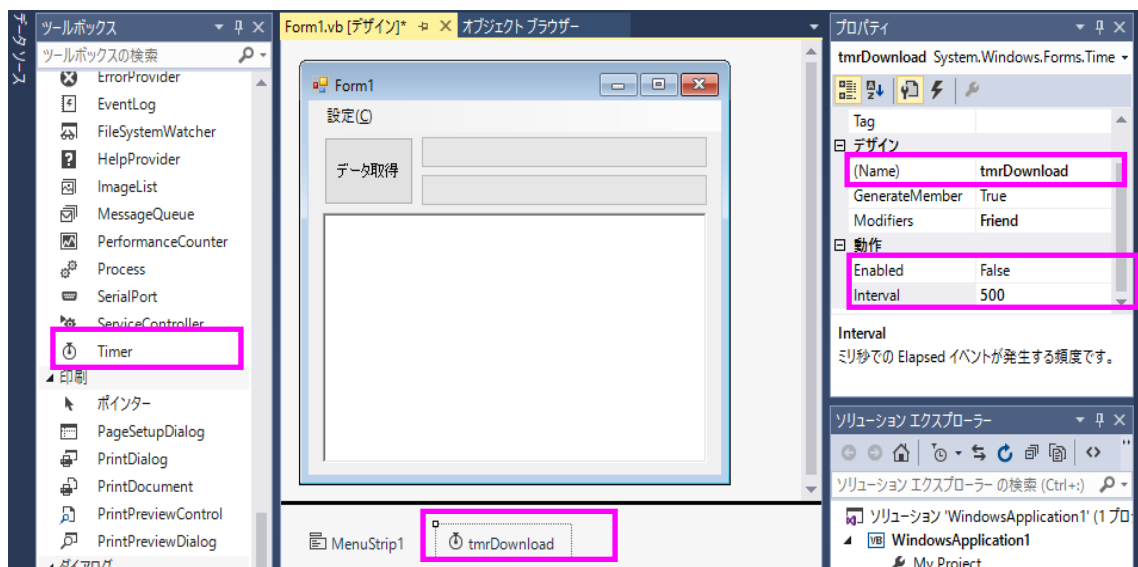 データ ソース
ツールボックス
ツールボックスの検索
ErrorProvider
EventLog
FileSystemWatcher
HelpProvider
ImageList
MessageQueue
PerformanceCounter
Process
SerialPort
ServiceController
Timer
印刷
ポインター
PageSetupDialog
PrintDialog
PrintDocument
PrintPreviewControl
PrintPreviewDialog
ダイアログ
Form1.vb [デザイン]*
オブジェクト ブラウザー
Form1
設定(C)
データ取得
MenuStrip1
tmrDownload
プロパティ
tmrDownload System.Windows.Forms.Time
Tag
デザイン
(Name) tmrDownload
GenerateMember True
Modifiers Friend
動作
Enabled False
Interval 500
Interval
ミリ秒での Elapsed イベントが発生する頻度です。
ソリューション エクスプローラー
ソリューション エクスプローラー の検索 (Ctrl+:)
ソリューション 'WindowsApplication1' (1 プロ
WindowsApplication1
My Project